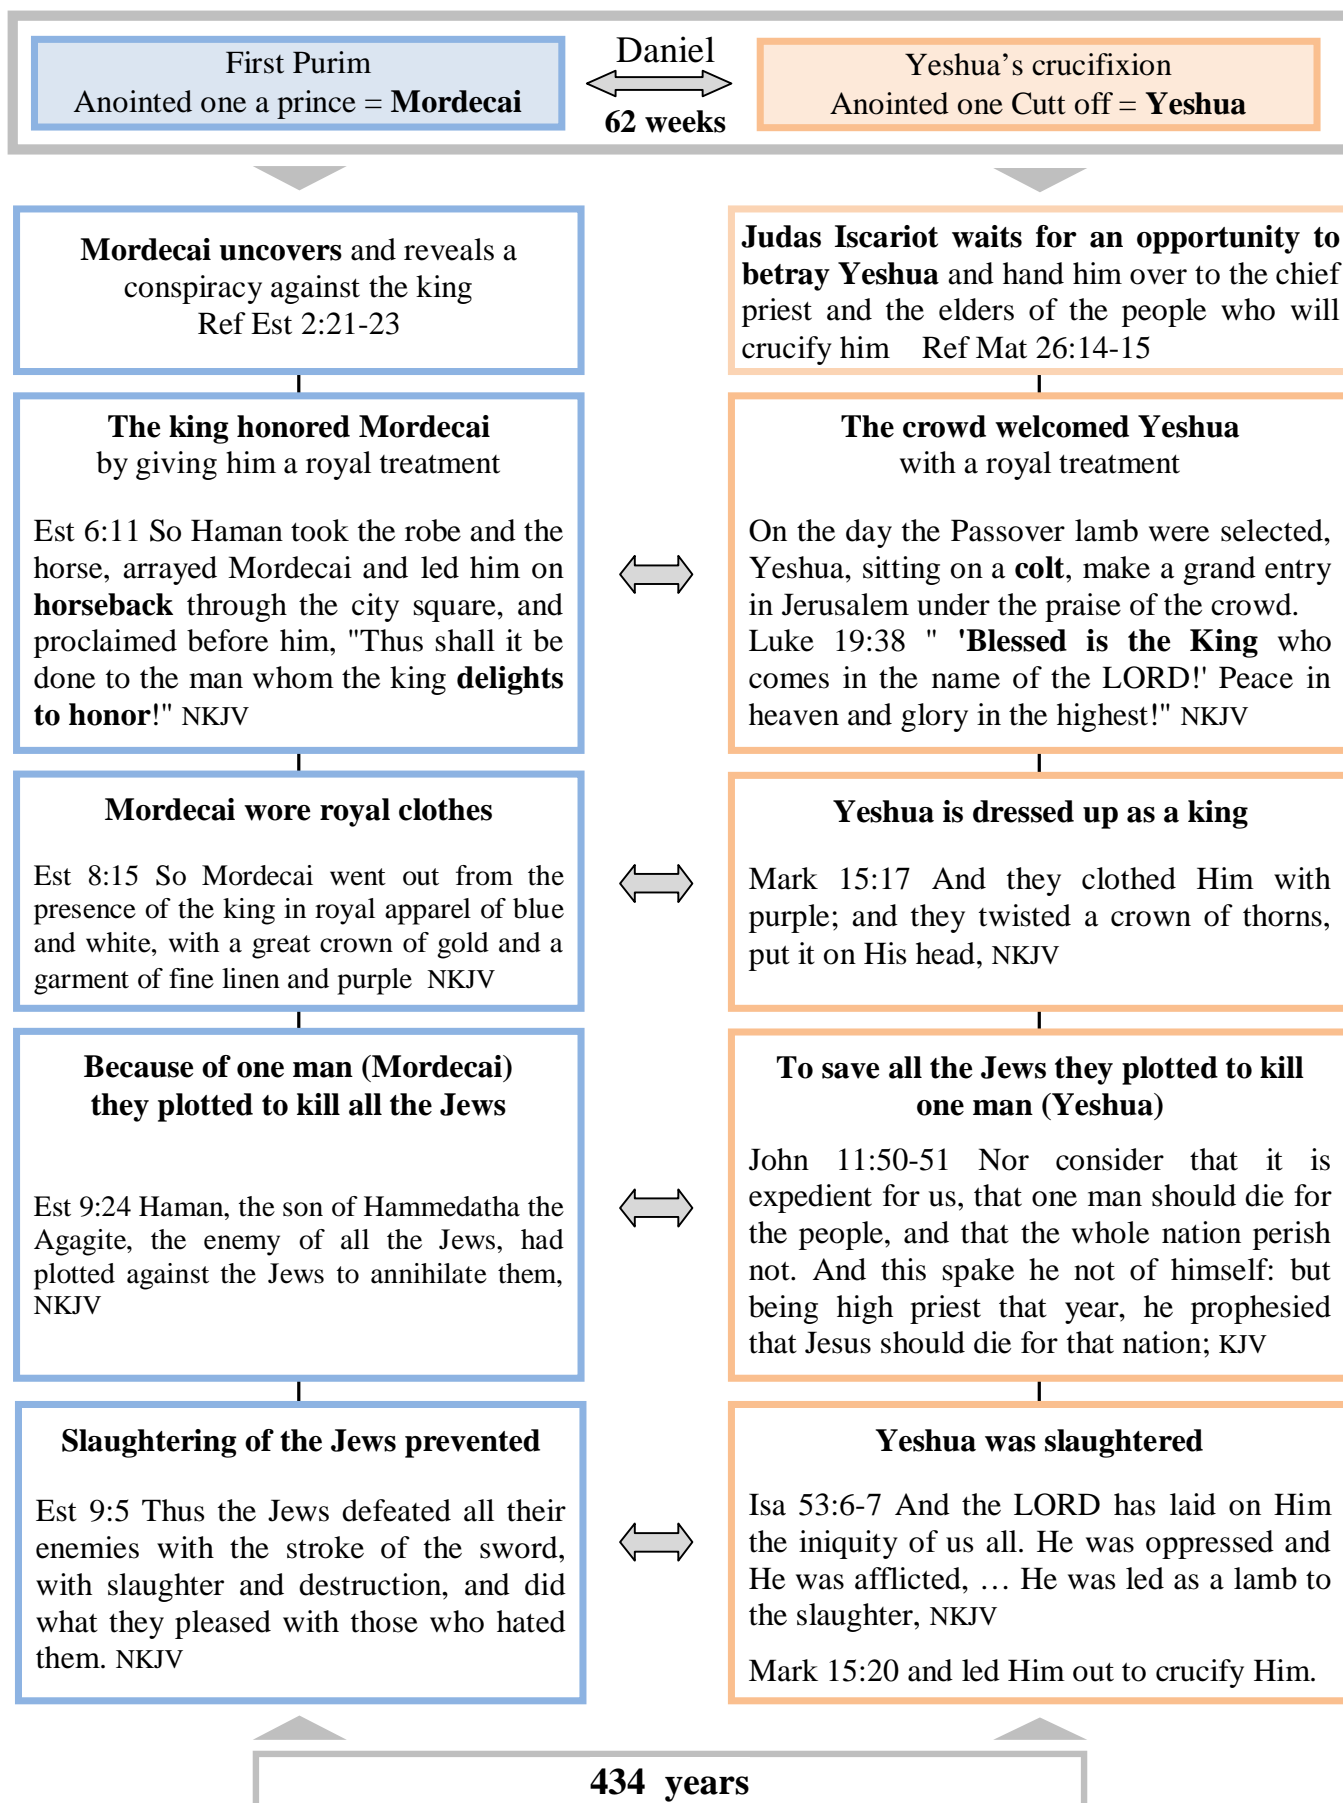 First Purim
Anointed one a prince = Mordecai
Daniel
62 weeks
Yeshua's crucifixion
Anointed one Cutt off = Yeshua
Mordecai uncovers and reveals a
conspiracy against the king
Ref Est 2:21-23
Judas Iscariot waits for an opportunity to
betray Yeshua and hand him over to the chief
priest and the elders of the people who will
crucify him Ref Mat 26:14-15
The king honored Mordecai
by giving him a royal treatment
Est 6:11 So Haman took the robe and the
horse, arrayed Mordecai and led him on
horseback through the city square, and
proclaimed before him, "Thus shall it be
done to the man whom the king delights
to honor!" NKJV
The crowd welcomed Yeshua
with a royal treatment
On the day the Passover lamb were selected,
Yeshua, sitting on a colt, make a grand entry
in Jerusalem under the praise of the crowd.
Luke 19:38 " 'Blessed is the King who
comes in the name of the LORD!' Peace in
heaven and glory in the highest!" NKJV
Mordecai wore royal clothes
Est 8:15 So Mordecai went out from the
presence of the king in royal apparel of blue
and white, with a great crown of gold and a
garment of fine linen and purple NKJV
Yeshua is dressed up as a king
Mark 15:17 And they clothed Him with
purple; and they twisted a crown of thorns,
put it on His head, NKJV
Because of one man (Mordecai)
they plotted to kill all the Jews
Est 9:24 Haman, the son of Hammedatha the
Agagite, the enemy of all the Jews, had
plotted against the Jews to annihilate them,
NKJV
To save all the Jews they plotted to kill
one man (Yeshua)
John 11:50-51 Nor consider that it is
expedient for us, that one man should die for
the people, and that the whole nation perish
not. And this spake he not of himself: but
being high priest that year, he prophesied
that Jesus should die for that nation; KJV
Slaughtering of the Jews prevented
Est 9:5 Thus the Jews defeated all their
enemies with the stroke of the sword,
with slaughter and destruction, and did
what they pleased with those who hated
them. NKJV
Yeshua was slaughtered
Isa 53:6-7 And the LORD has laid on Him
the iniquity of us all. He was oppressed and
He was afflicted, … He was led as a lamb to
the slaughter, NKJV
Mark 15:20 and led Him out to crucify Him.
434 years